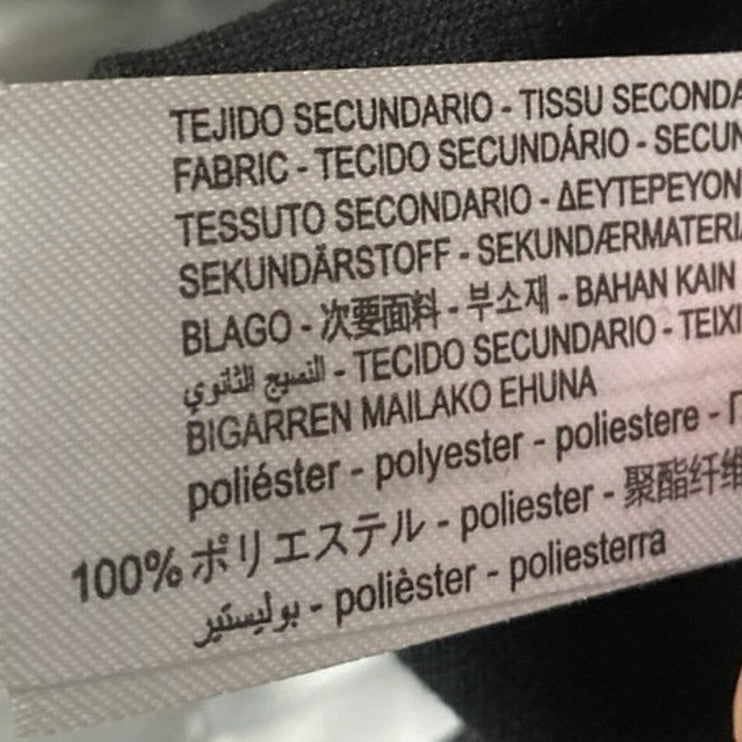 TEJIDO SECUNDARIO - TISSU SECONDA
FABRIC - TECIDO SECUNDÁRIO - SECUN
TESSUTO SECONDARIO - ΔΕΥΤΕΡΕΥΟΝ
SEKUNDÄRSTOFF - SEKUNDÆRMATERI
BLAGO - 次要面料 - 부소재 - BAHAN KAIN
النسيج الثانوي - TECIDO SECUNDARIO - TEIXI
BIGARREN MAILAKO EHUNA
poliéster - polyester - poliestere - Π
100% ポリエステル - poliester - 聚酯纤维
بوليستير - polièster - poliesterra